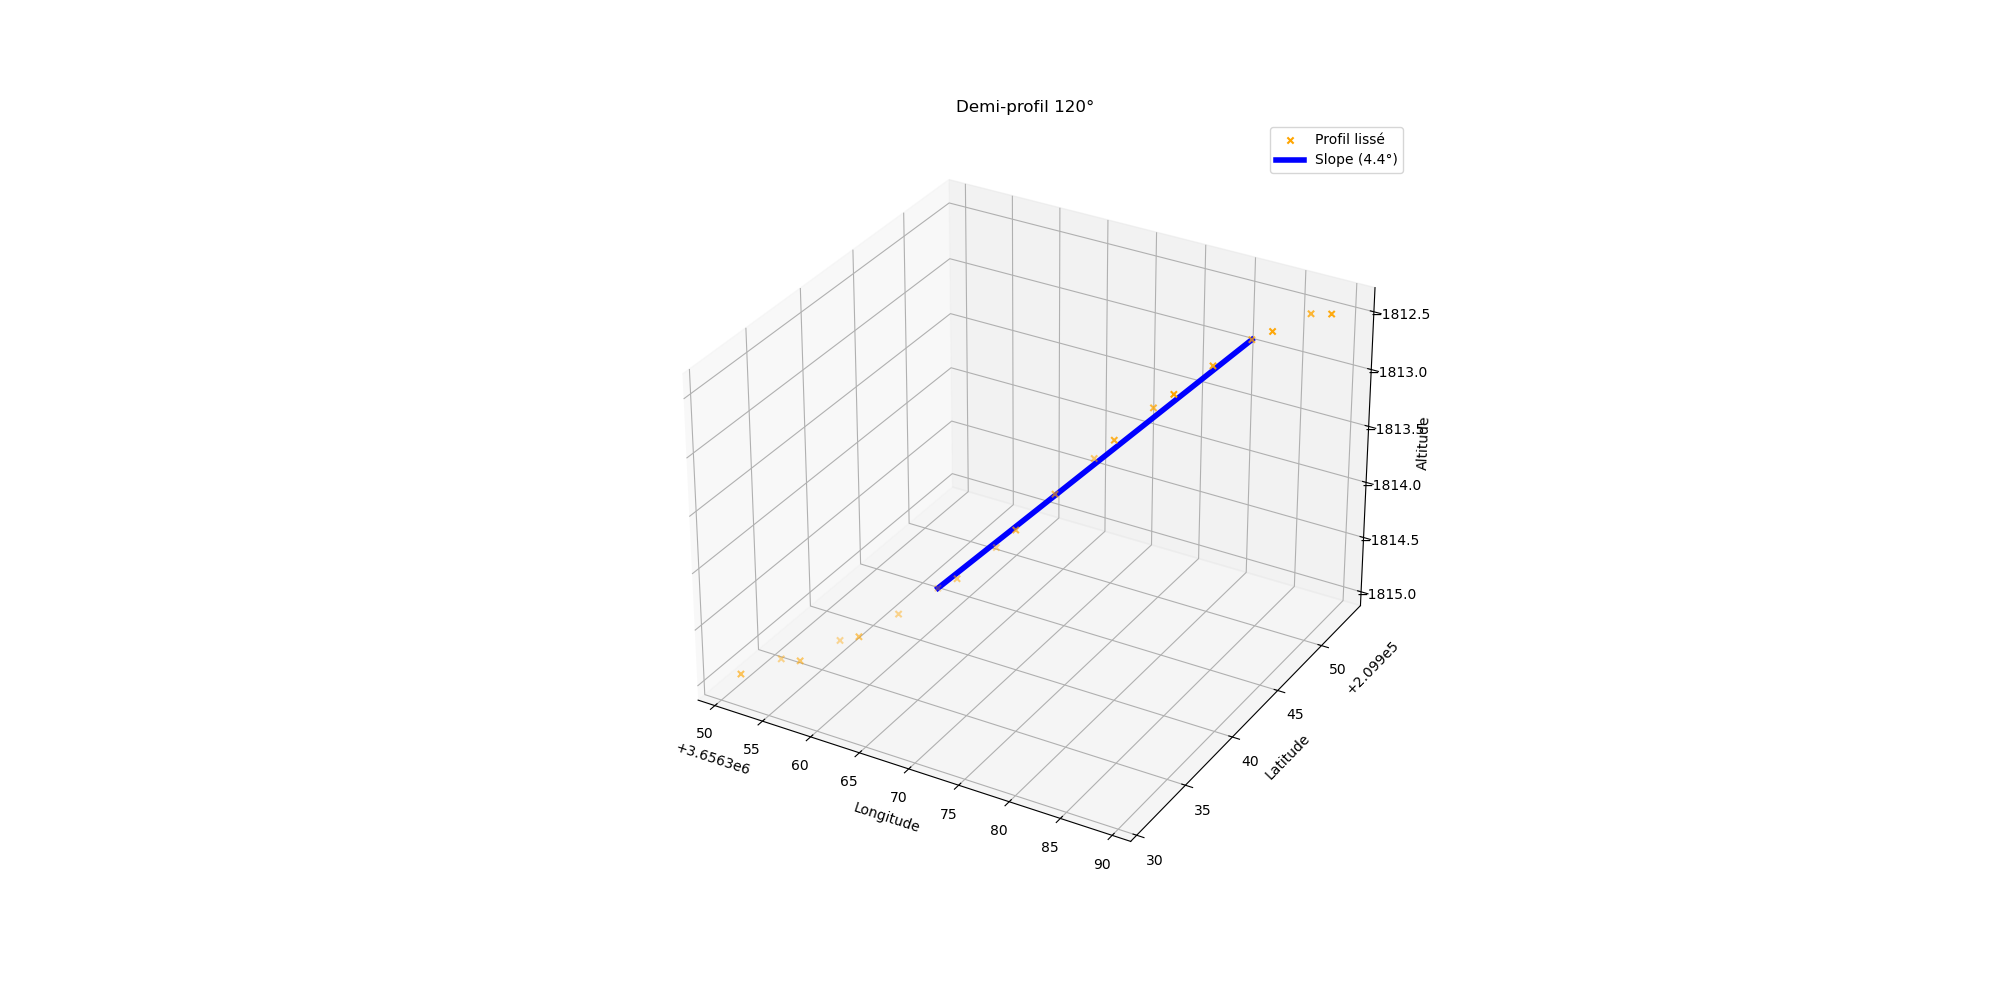 Demi-profil 120°
Profil lissé
Slope (4.4°)
−1812.5
−1813.0
−1813.5
Altitude
−1814.0
−1814.5
−1815.0
50
+2.099e5
45
Latitude
40
35
30
50
+3.6563e6
55
60
65
70
Longitude
75
80
85
90